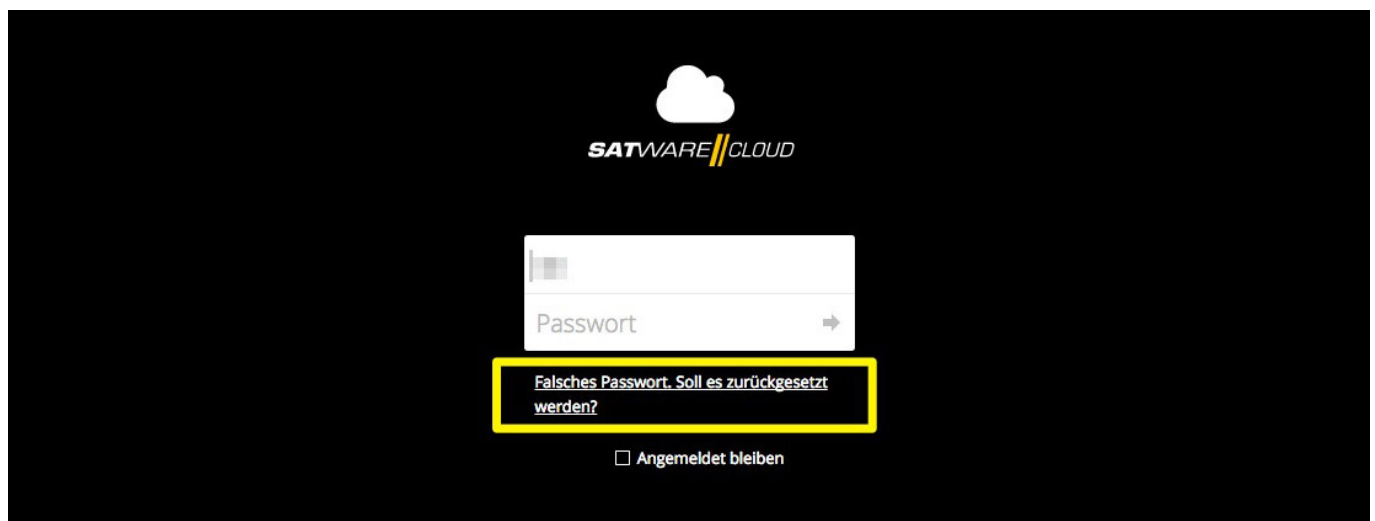 SATWARE//CLOUD
Passwort
Falsches Passwort. Soll es zurückgesetzt
werden?
Angemeldet bleiben